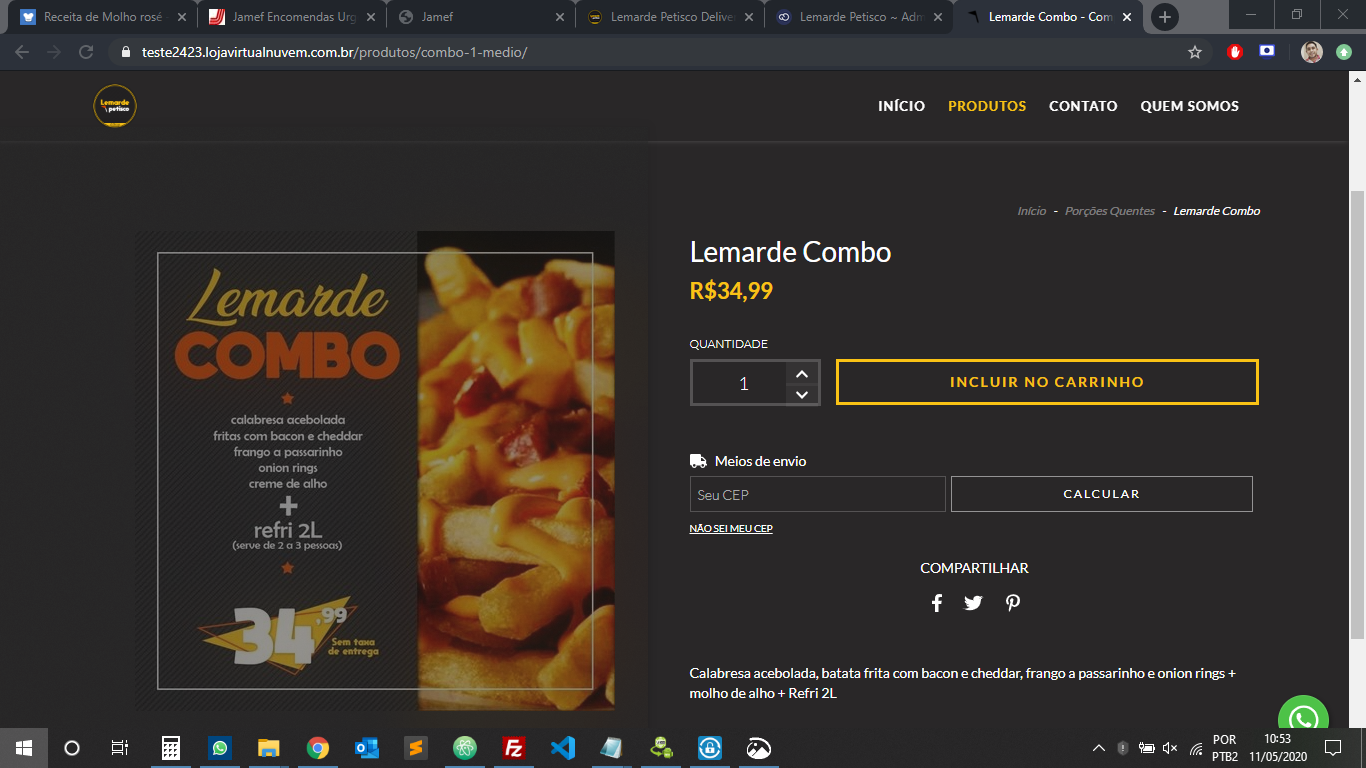 Receita de Molho rosé
Jamef Encomendas Urg
Jamef
Lemarde Petisco Delive
Lemarde Petisco ~ Adm
Lemarde Combo - Com
teste2423.lojavirtualnuvem.com.br/produtos/combo-1-medio/
Lemarde petisco
INÍCIO PRODUTOS CONTATO QUEM SOMOS
Início - Porções Quentes - Lemarde Combo
Lemarde
COMBO
calabresa acebolada
fritas com bacon e cheddar
frango a passarinho
onion rings
creme de alho
+
refri 2L
(serve de 2 a 3 pessoas)
34,99
Sem taxa
de entrega
Lemarde Combo
R$34,99
QUANTIDADE
1
INCLUIR NO CARRINHO
Meios de envio
Seu CEP
CALCULAR
NÃO SEI MEU CEP
COMPARTILHAR
Calabresa acebolada, batata frita com bacon e cheddar, frango a passarinho e onion rings +
molho de alho + Refri 2L
POR
PTB2
10:53
11/05/2020